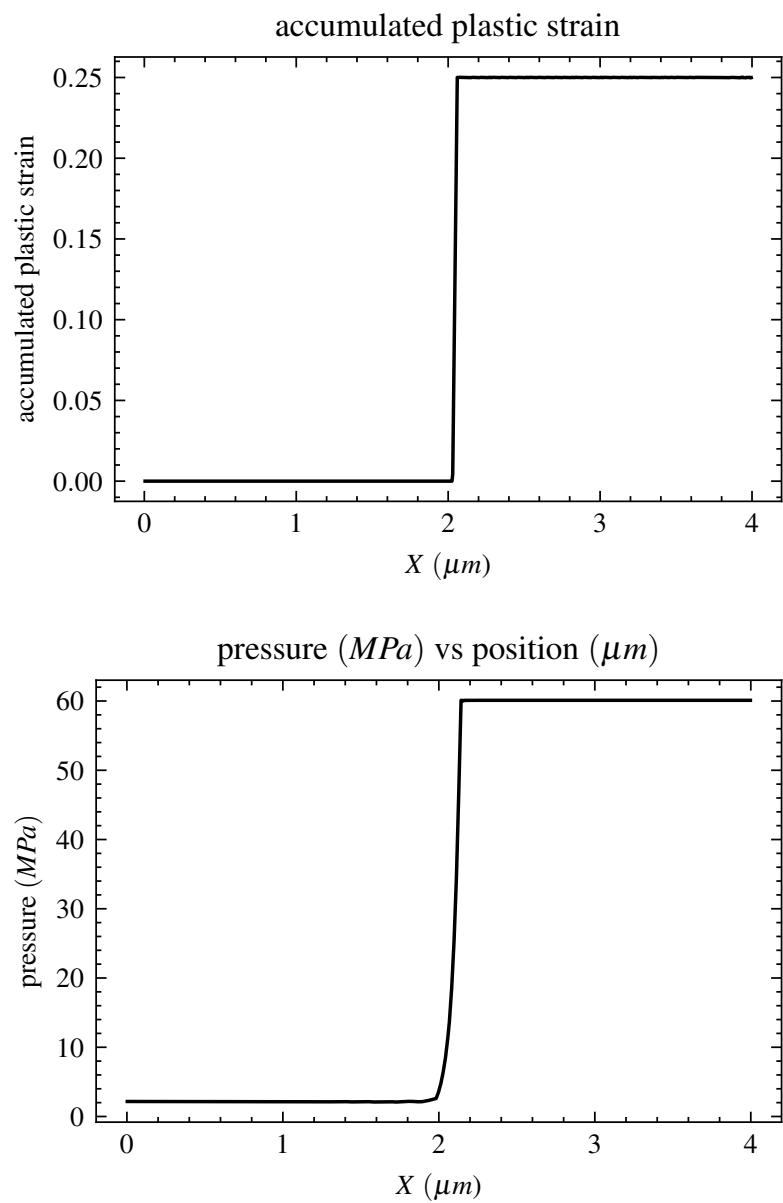 accumulated plastic strain
0.25
0.20
0.15
0.10
0.05
0.00
accumulated plastic strain
0 1 2 3 4
X (μm)
pressure (MPa) vs position (μm)
60
50
40
30
20
10
0
pressure (MPa)
0 1 2 3 4
X (μm)